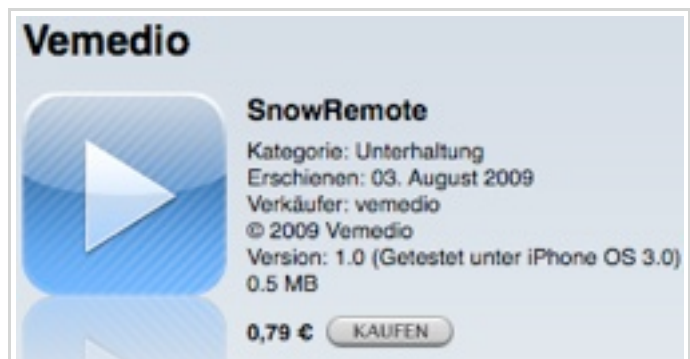 Vemedio
SnowRemote
Kategorie: Unterhaltung
Erschienen: 03. August 2009
Verkäufer: vemedio
© 2009 Vemedio
Version: 1.0 (Getestet unter iPhone OS 3.0)
0.5 MB
0,79 € KAUFEN